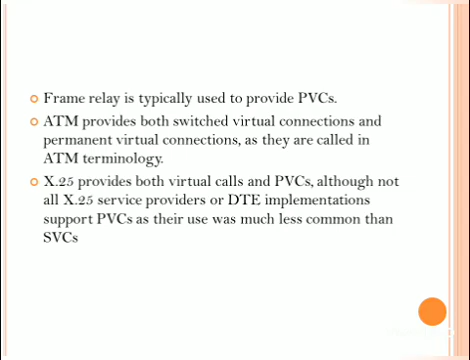 Frame relay is typically used to provide PVCs.
ATM provides both switched virtual connections and
permanent virtual connections, as they are called in
ATM terminology.
X.25 provides both virtual calls and PVCs, although not
all X.25 service providers or DTE implementations
support PVCs as their use was much less common than
SVCs